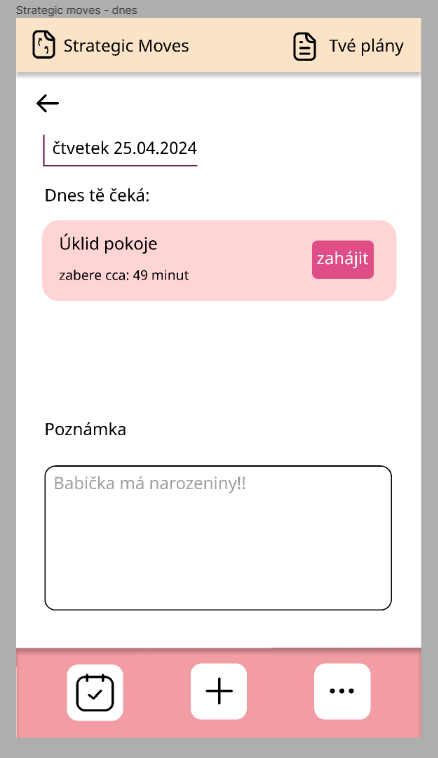 Strategic moves - dnes
Strategic Moves
Tvé plány
čtvetek 25.04.2024
Dnes tě čeká:
Úklid pokoje
zabere cca: 49 minut
zahájit
Poznámka
Babička má narozeniny!!